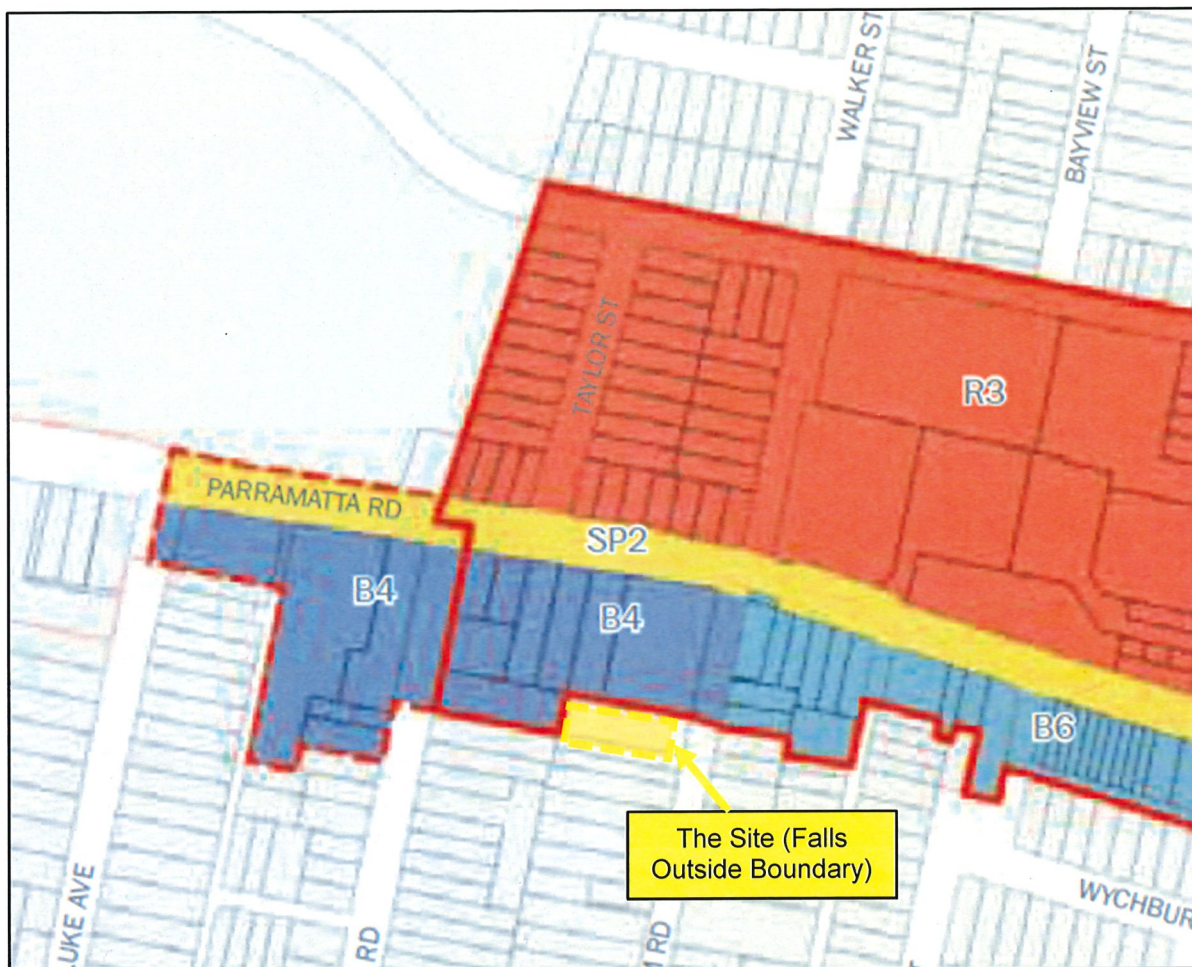 WALKER ST
BAYVIEW ST
TAYLOR ST
R3
PARRAMATTA RD
SP2
B4
B4
B6
The Site (Falls
Outside Boundary)
LUKE AVE
RD
RD
WYCHBUR